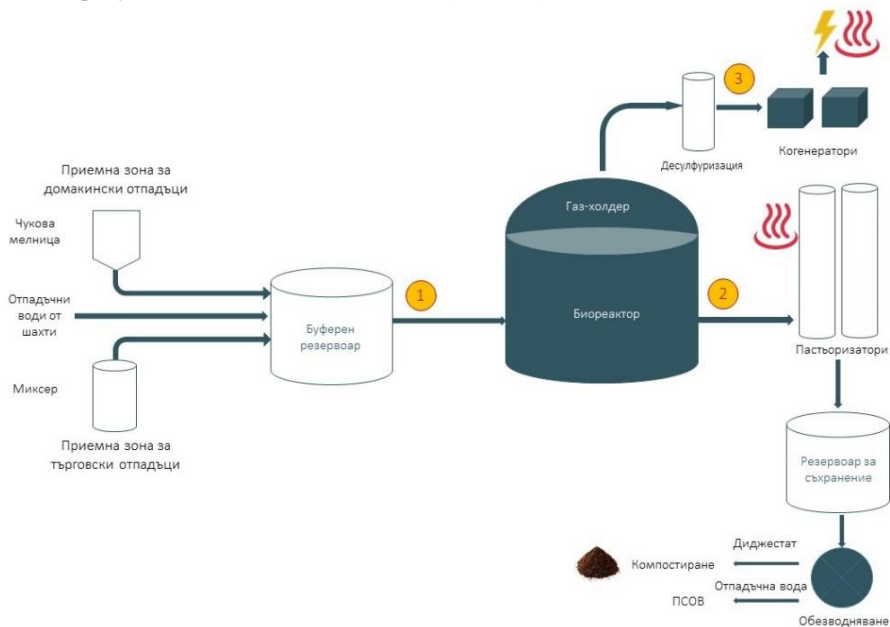 3
Когенератори
Десулфуризация
Приемна зона за
домакински отпадъци
Чукова
мелница
Газ-холдер
Отпадъчни
води от
шахти
Буферен
резервоар
1
Биореактор
2
Пастьоризатори
Миксер
Приемна зона за
търговски отпадъци
Резервоар за
съхранение
Диджестат
Компостиране
Отпадъчна вода
ПСОВ
Обезводняване